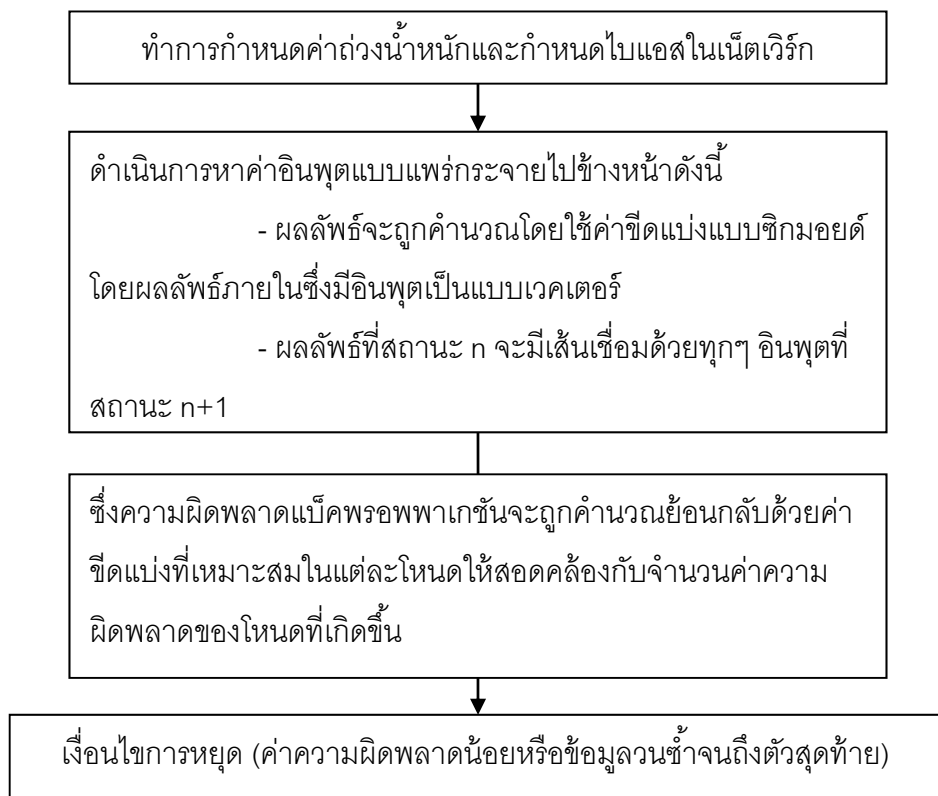 ทำการกำหนดค่าถ่วงน้ำหนักและกำหนดไบแอสในเน็ตเวิร์ก
ดำเนินการหาค่าอินพุตแบบแพร่กระจายไปข้างหน้าดังนี้
- ผลลัพธ์จะถูกคำนวณโดยใช้ค่าขีดแบ่งแบบซิกมอยด์
โดยผลลัพธ์ภายในซึ่งมีอินพุตเป็นแบบเวคเตอร์
- ผลลัพธ์ที่สถานะ n จะมีเส้นเชื่อมด้วยทุกๆ อินพุตที่
สถานะ n+1
ซึ่งความผิดพลาดแบ็คพรอพพาเกชันจะถูกคำนวณย้อนกลับด้วยค่า
ขีดแบ่งที่เหมาะสมในแต่ละโหนดให้สอดคล้องกับจำนวนค่าความ
ผิดพลาดของโหนดที่เกิดขึ้น
เงื่อนไขการหยุด (ค่าความผิดพลาดน้อยหรือข้อมูลวนซ้ำจนถึงตัวสุดท้าย)